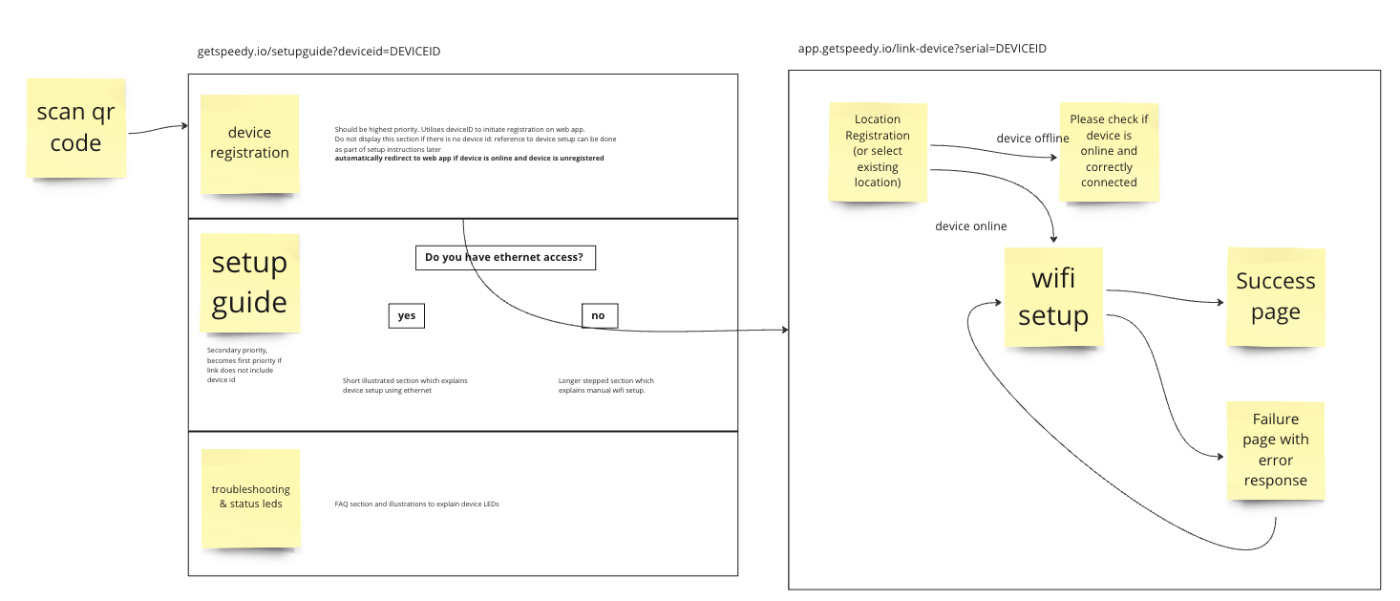 getspeedy.io/setupguide?deviceid=DEVICEID
scan qr
code
device
registration
Should be highest priority. Utilises deviceID to initiate registration on web app.
Do not display this section if there is no device id: reference to device setup can be done
as part of setup instructions later
automatically redirect to web app if device is online and device is unregistered
setup
guide
Secondary priority,
becomes first priority if
link does not include
device id
Do you have ethernet access?
yes
no
Short illustrated section which explains
device setup using ethernet
Longer stepped section which
explains manual wifi setup.
troubleshooting
& status leds
FAQ section and illustrations to explain device LEDs
app.getspeedy.io/link-device?serial=DEVICEID
Location
Registration
(or select
existing
location)
device offline
Please check if
device is
online and
correctly
connected
device online
wifi
setup
Success
page
Failure
page with
error
response